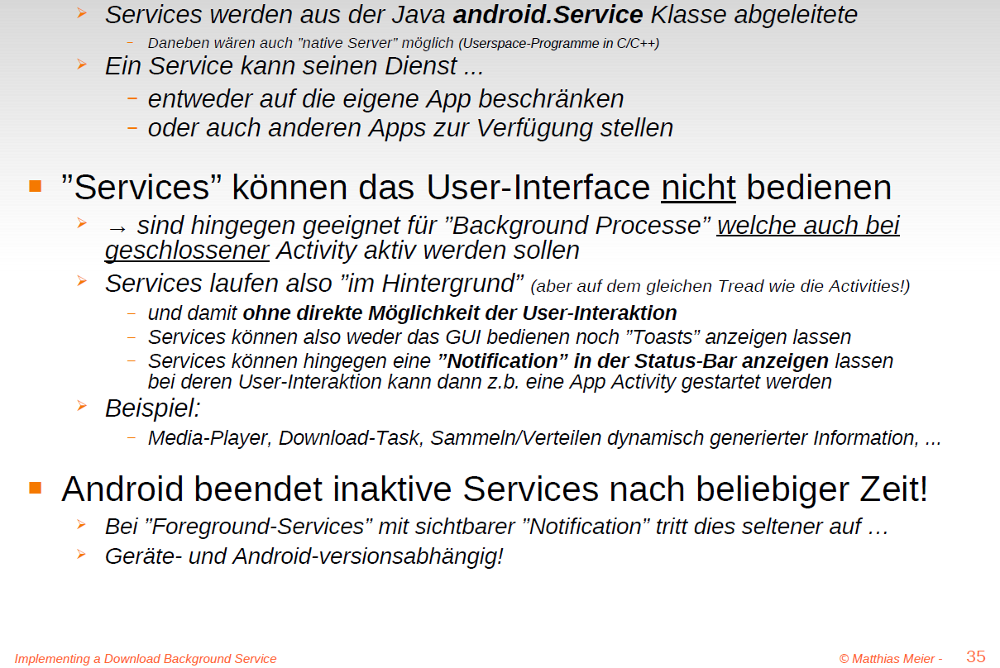 Services werden aus der Java android.Service Klasse abgeleitete
Daneben wären auch ”native Server” möglich (Userspace-Programme in C/C++)
Ein Service kann seinen Dienst ...
entweder auf die eigene App beschränken
oder auch anderen Apps zur Verfügung stellen
”Services” können das User-Interface nicht bedienen
→ sind hingegen geeignet für ”Background Processe” welche auch bei
geschlossener Activity aktiv werden sollen
Services laufen also ”im Hintergrund” (aber auf dem gleichen Tread wie die Activities!)
und damit ohne direkte Möglichkeit der User-Interaktion
Services können also weder das GUI bedienen noch ”Toasts” anzeigen lassen
Services können hingegen eine ”Notification” in der Status-Bar anzeigen lassen
bei deren User-Interaktion kann dann z.b. eine App Activity gestartet werden
Beispiel:
Media-Player, Download-Task, Sammeln/Verteilen dynamisch generierter Information, ...
Android beendet inaktive Services nach beliebiger Zeit!
Bei ”Foreground-Services” mit sichtbarer ”Notification” tritt dies seltener auf …
Geräte- und Android-versionsabhängig!
Implementing a Download Background Service © Matthias Meier - 35